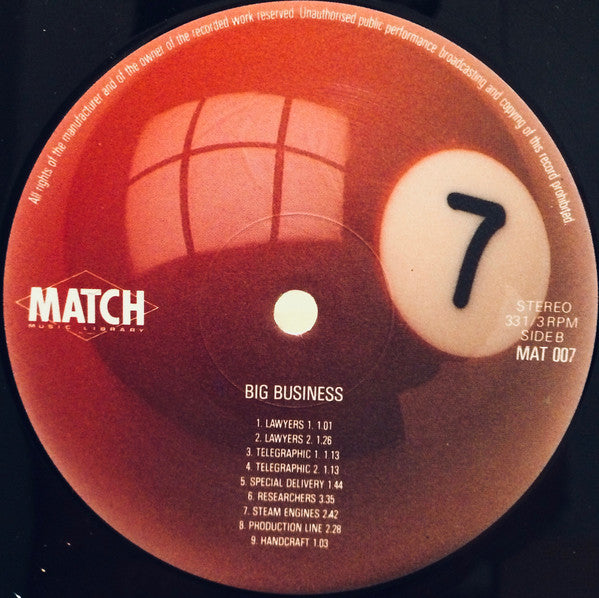 All rights of the manufacturer and of the owner of the recorded work reserved. Unauthorised public performance broadcasting and copying of this record prohibited.
7
MATCH
MUSIC LIBRARY
STEREO
33 1/3 RPM
SIDE B
MAT 007
BIG BUSINESS
1. LAWYERS 1. 1.01
2. LAWYERS 2. 1.26
3. TELEGRAPHIC 1. 1.13
4. TELEGRAPHIC 2. 1.13
5. SPECIAL DELIVERY 1.44
6. RESEARCHERS 3.35
7. STEAM ENGINES 2.42
8. PRODUCTION LINE 2.28
9. HANDCRAFT 1.03